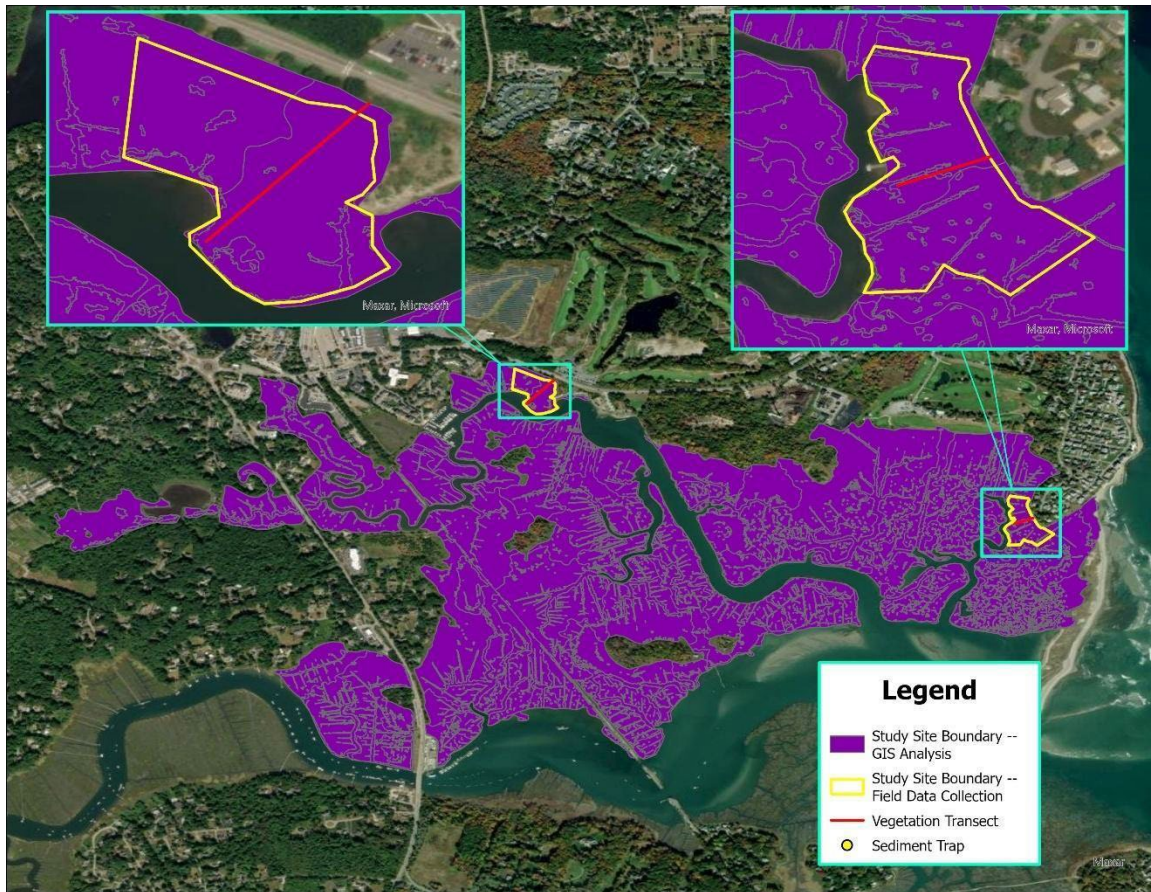 Maxar, Microsoft
Maxar, Microsoft
Legend
Study Site Boundary --
GIS Analysis
Study Site Boundary --
Field Data Collection
Vegetation Transect
Sediment Trap
Maxar